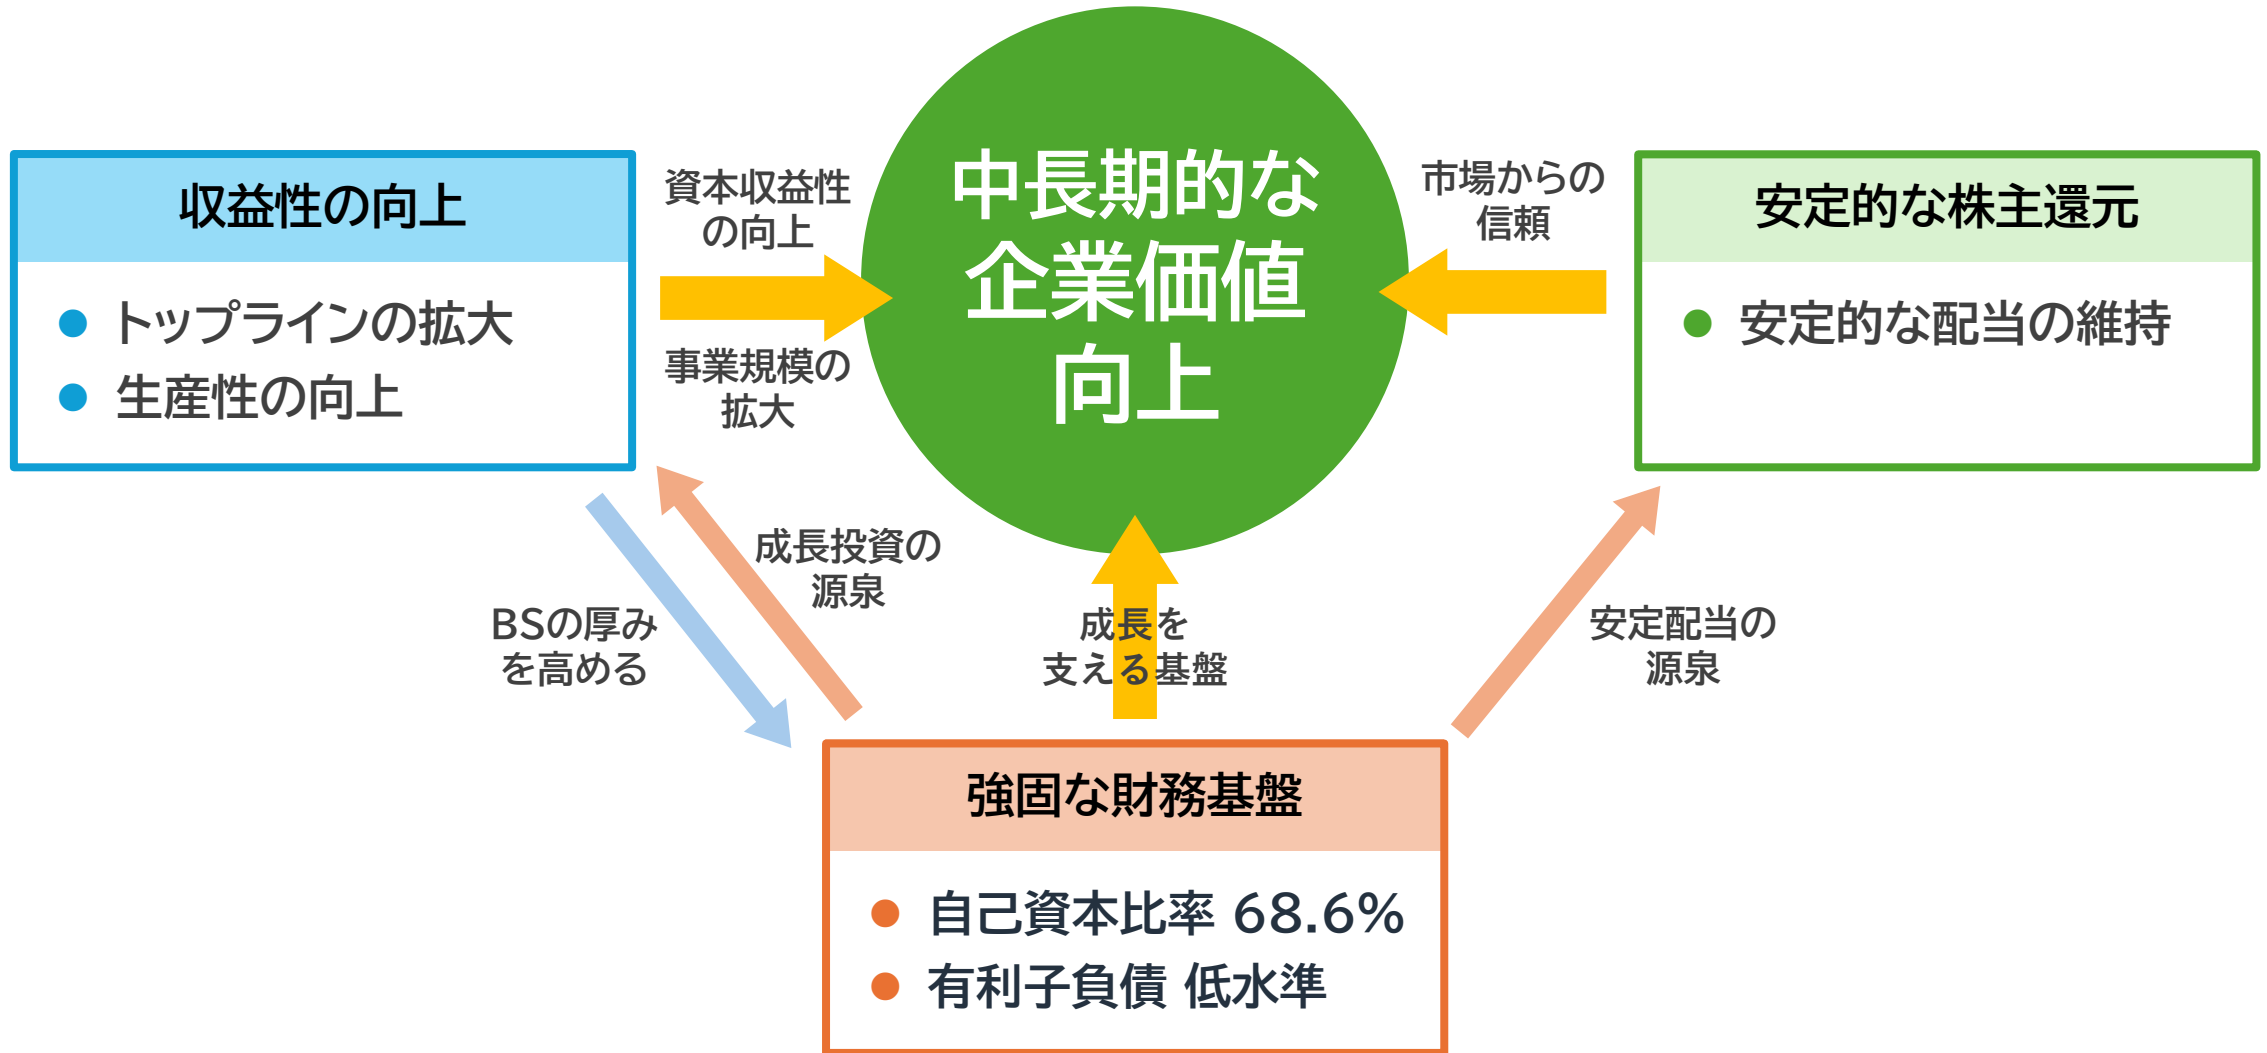 中長期的な
企業価値
向上
収益性の向上
トップラインの拡大
生産性の向上
資本収益性
の向上
事業規模の
拡大
市場からの
信頼
安定的な株主還元
安定的な配当の維持
BSの厚み
を高める
成長投資の
源泉
成長を
支える基盤
安定配当の
源泉
強固な財務基盤
自己資本比率 68.6%
有利子負債 低水準